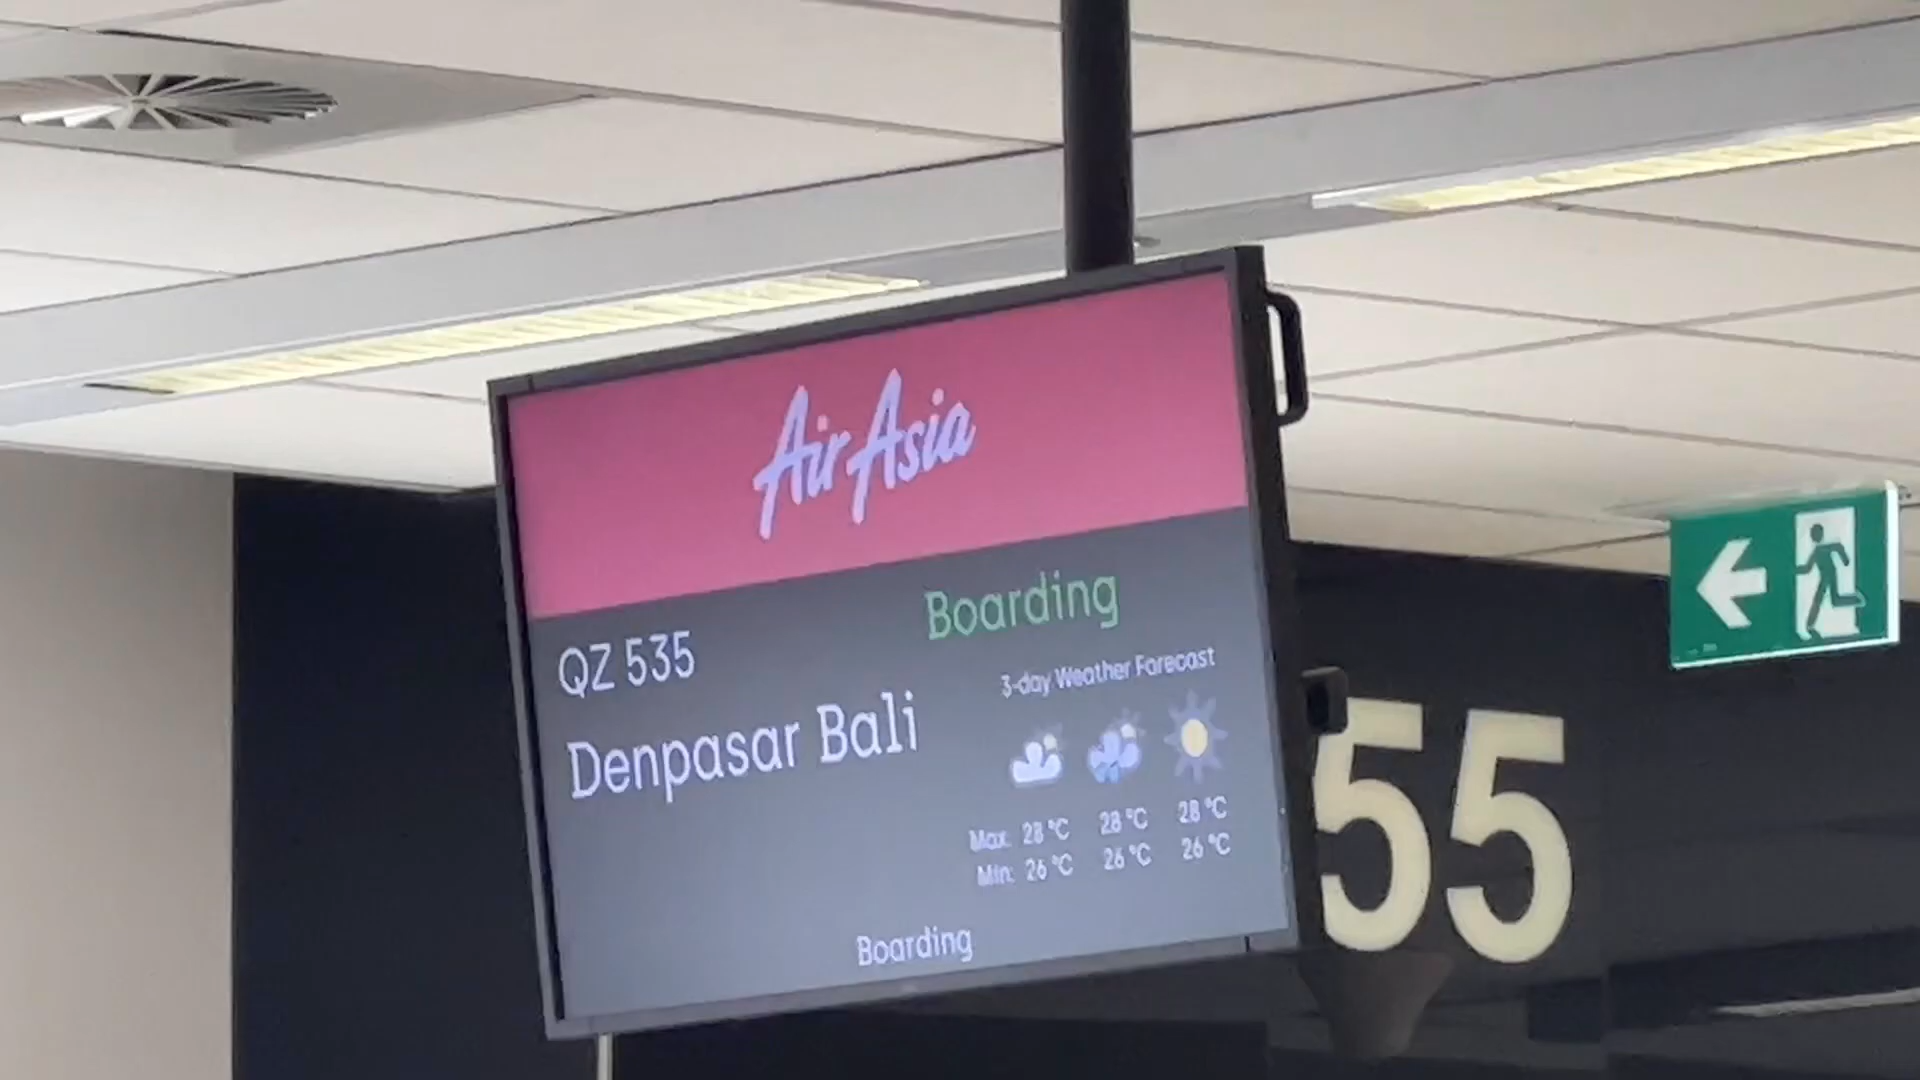 AirAsia
Boarding
QZ 535
3-day Weather Forecast
Denpasar Bali
Max: 28 °C 28 °C 28 °C
Min: 26 °C 26 °C 26 °C
Boarding
55